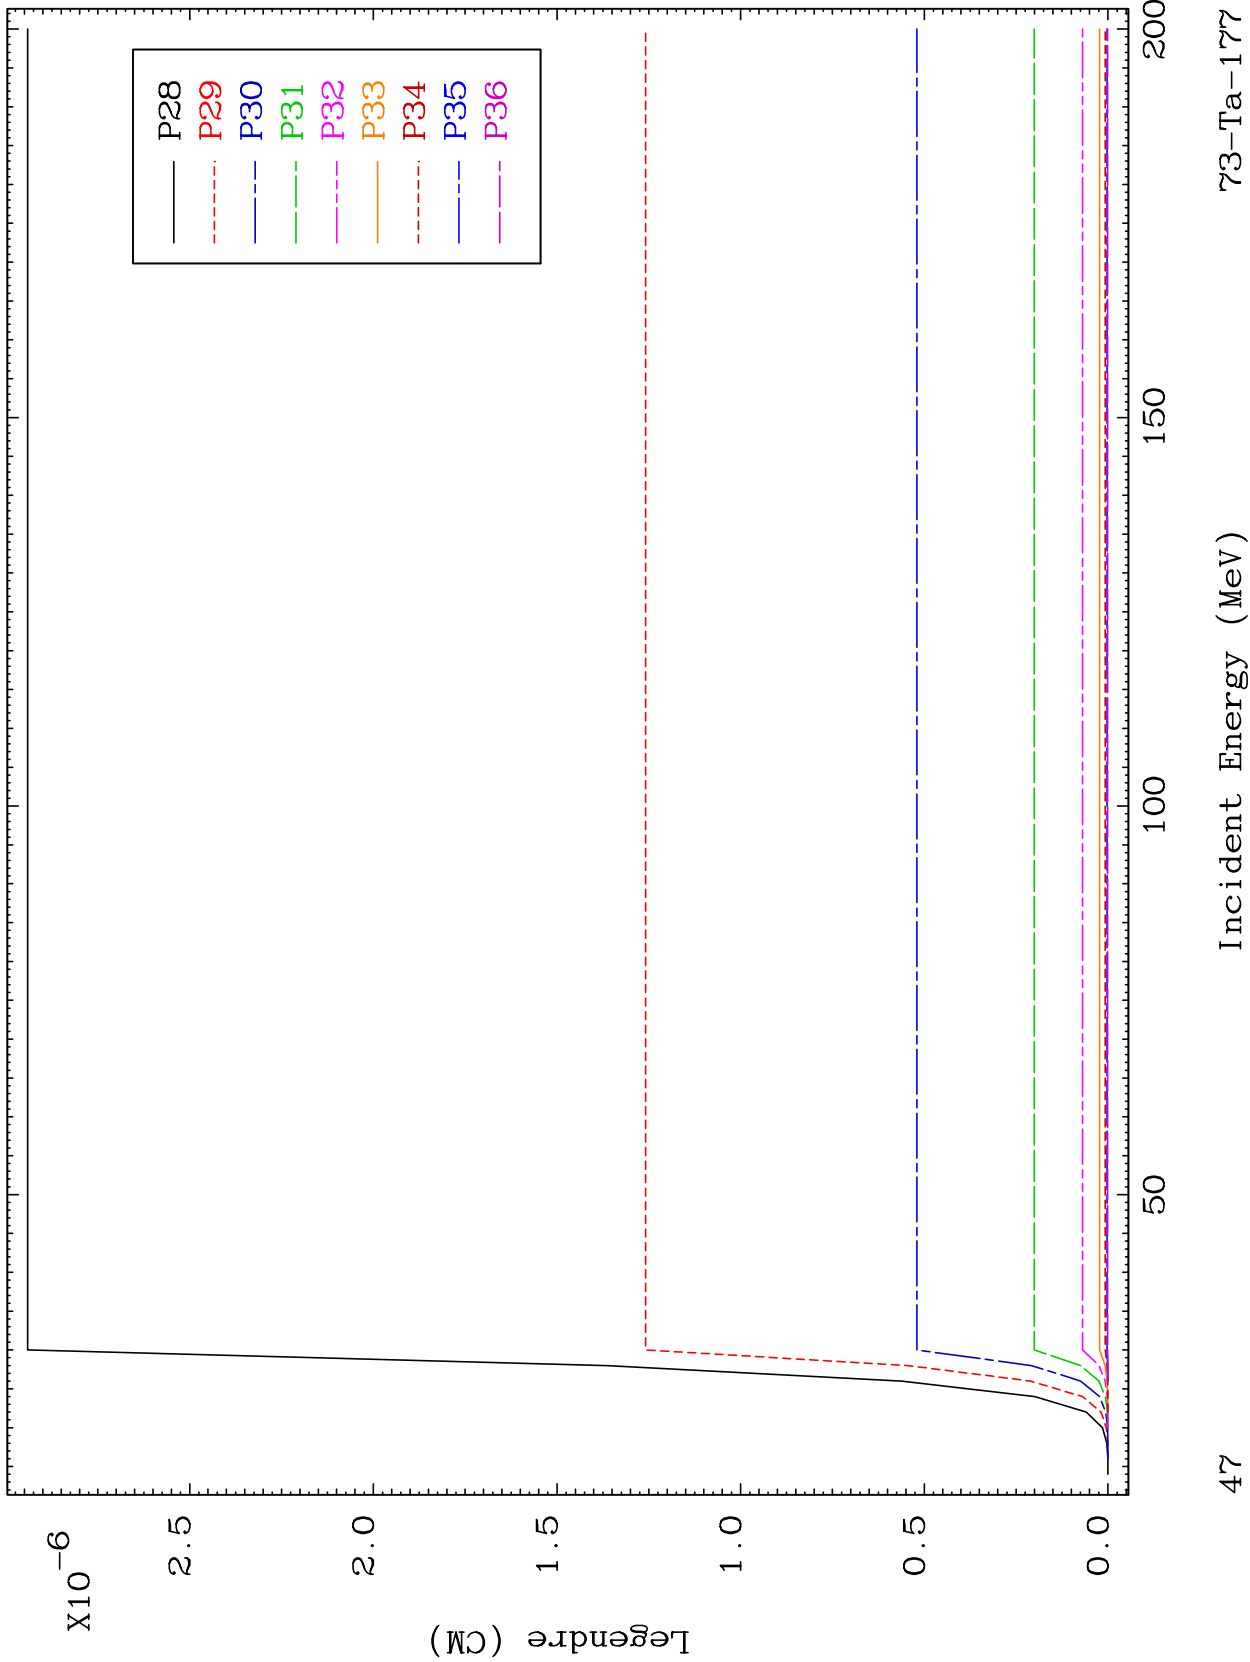 X10-6
2.5
2.0
1.5
1.0
0.5
0.0
Legendre (CM)
P28
P29
P30
P31
P32
P33
P34
P35
P36
50
100
150
200
47
Incident Energy (MeV)
73-Ta-177